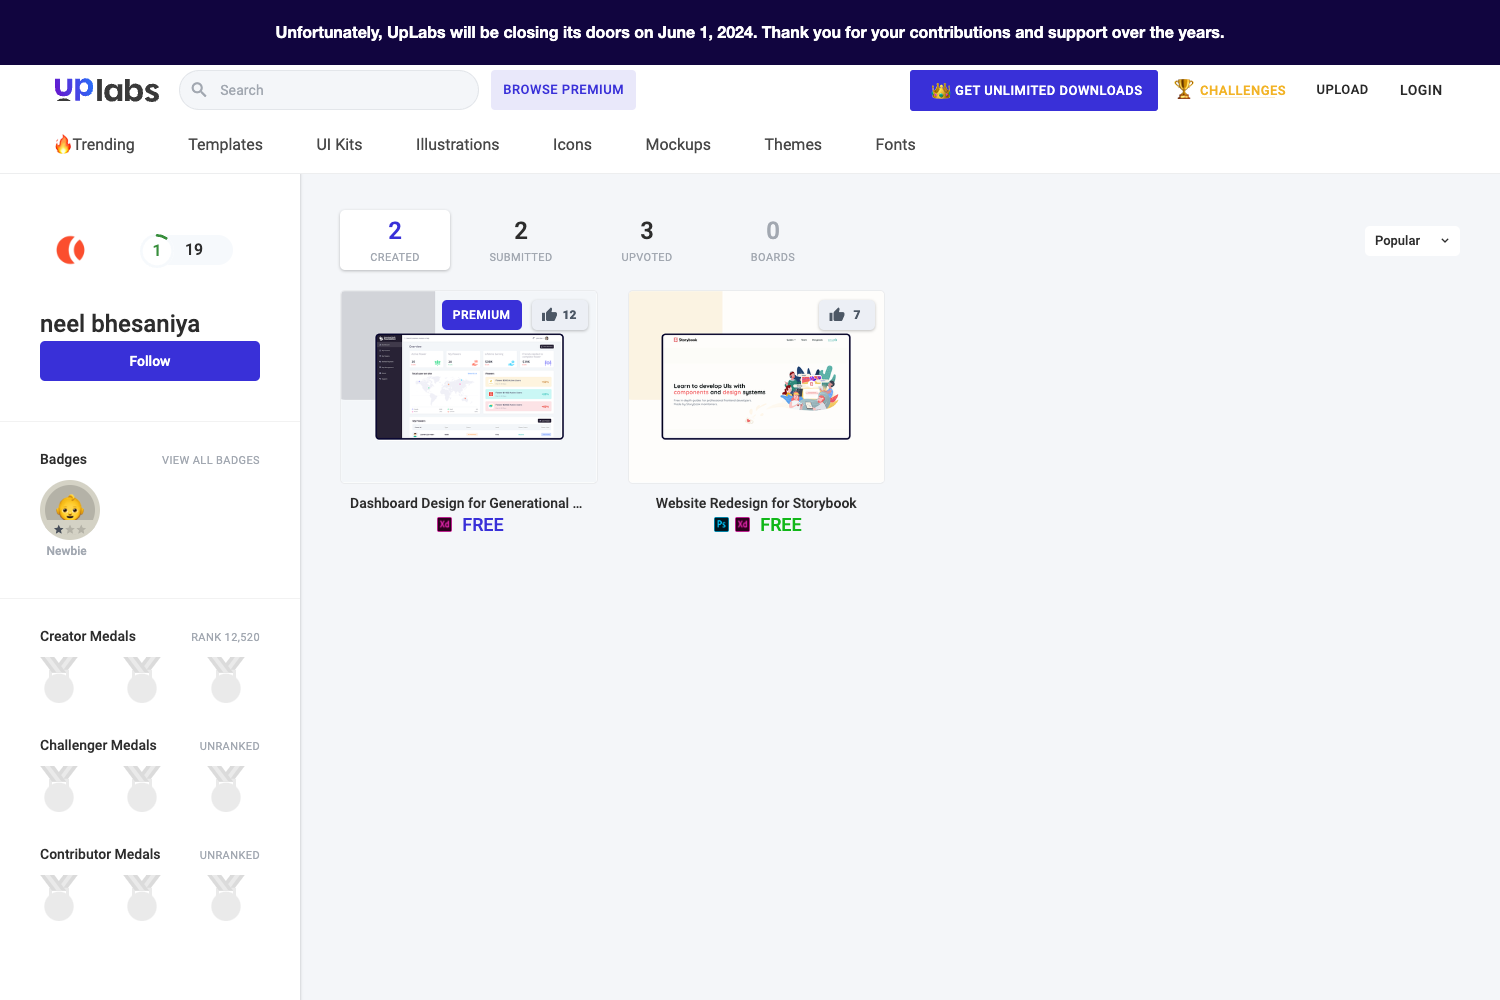 Unfortunately, UpLabs will be closing its doors on June 1, 2024. Thank you for your contributions and support over the years.
uplabs
Search
BROWSE PREMIUM
GET UNLIMITED DOWNLOADS
CHALLENGES
UPLOAD
LOGIN
Trending
Templates
UI Kits
Illustrations
Icons
Mockups
Themes
Fonts
1
19
neel bhesaniya
Follow
Badges
VIEW ALL BADGES
Newbie
Creator Medals
RANK 12,520
Challenger Medals
UNRANKED
Contributor Medals
UNRANKED
2
CREATED
2
SUBMITTED
3
UPVOTED
0
BOARDS
Popular
PREMIUM
12
Dashboard Design for Generational ...
Xd
FREE
7
Storybook
Learn to develop UIs with
components and design systems
Website Redesign for Storybook
Ps
Xd
FREE